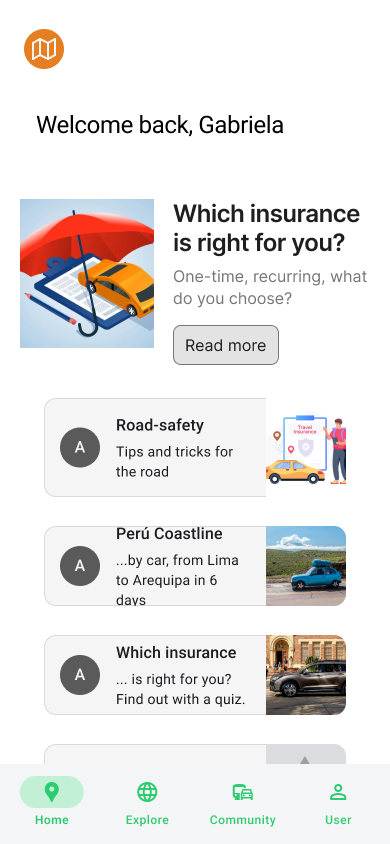 Welcome back, Gabriela
Which insurance
is right for you?
One-time, recurring, what
do you choose?
Read more
A
Road-safety
Tips and tricks for
the road
Travel
Insurance
A
Perú Coastline
...by car, from Lima
to Arequipa in 6
days
A
Which insurance
... is right for you?
Find out with a quiz.
Home
Explore
Community
User